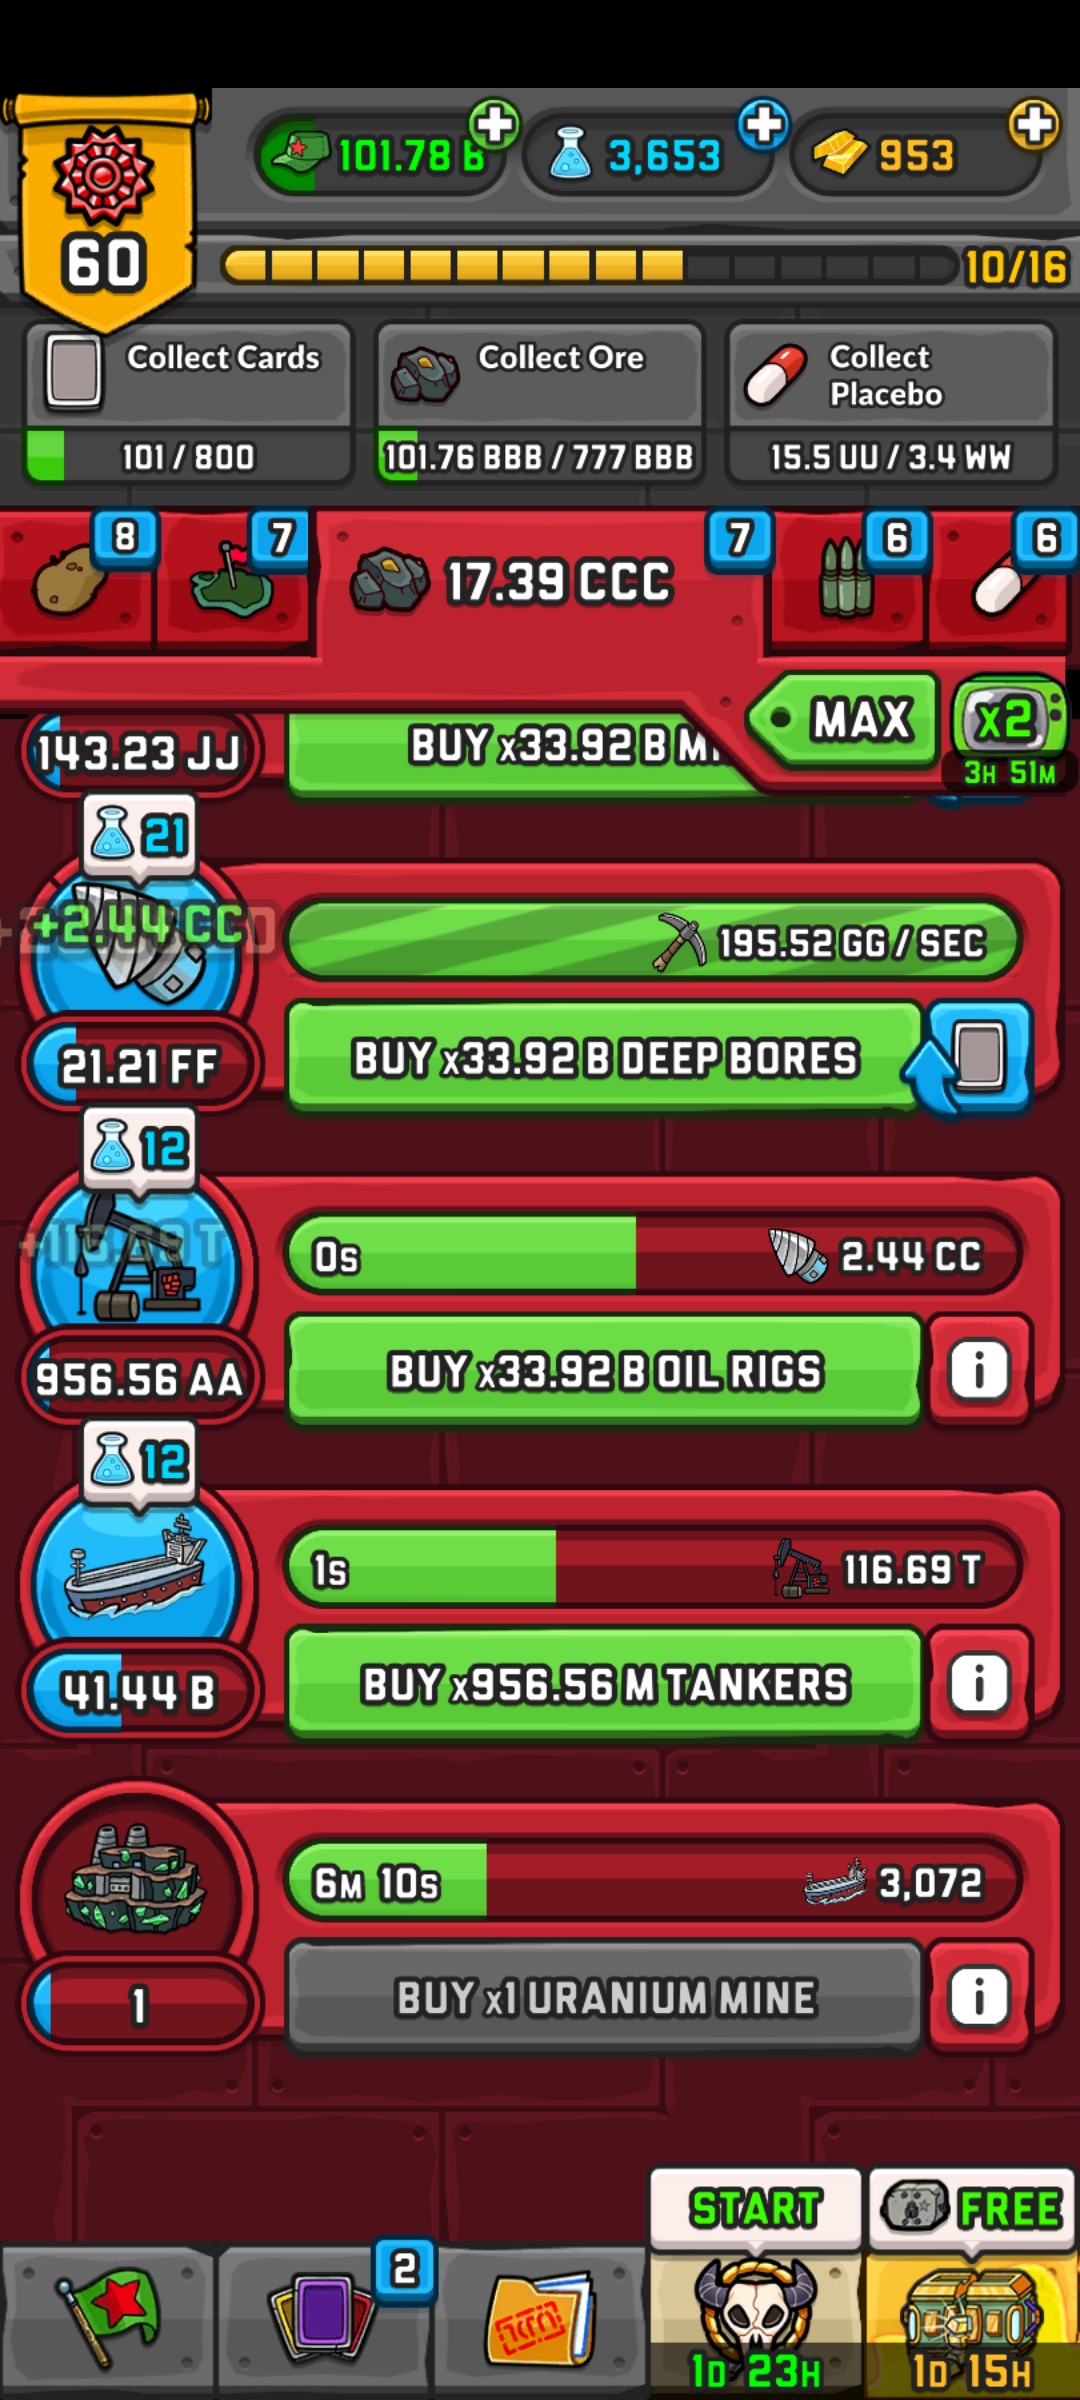 101.78 B
3,653
953
60
10/16
Collect Cards
101 / 800
Collect Ore
101.76 BBB / 777 BBB
Collect
Placebo
15.5 UU / 3.4 WW
8
7
17.39 CCC
7
6
6
MAX
x2
3H 51M
143.23 JJ
BUY x33.92 B
21
+2.44 CC
195.52 GG / SEC
21.21 FF
BUY x33.92 B DEEP BORES
12
0s
2.44 CC
956.56 AA
BUY x33.92 B OIL RIGS
12
1s
116.69 T
41.44 B
BUY x956.56 M TANKERS
6M 10s
3,072
1
BUY x1 URANIUM MINE
START
FREE
2
1D 23H
1D 15H